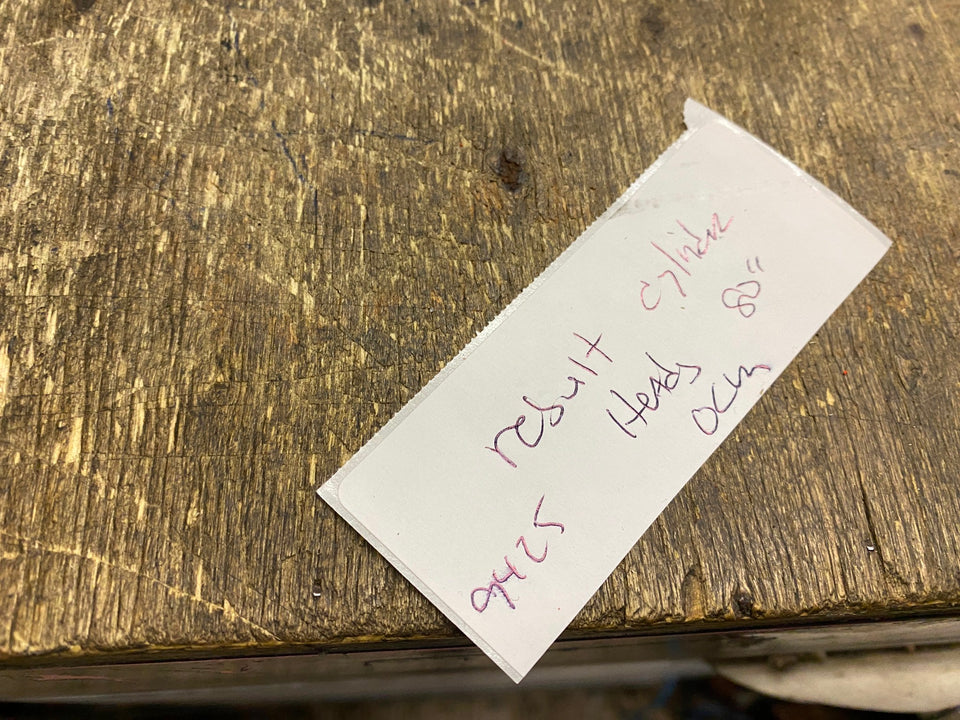 result cylinder
9425 Heads 80"